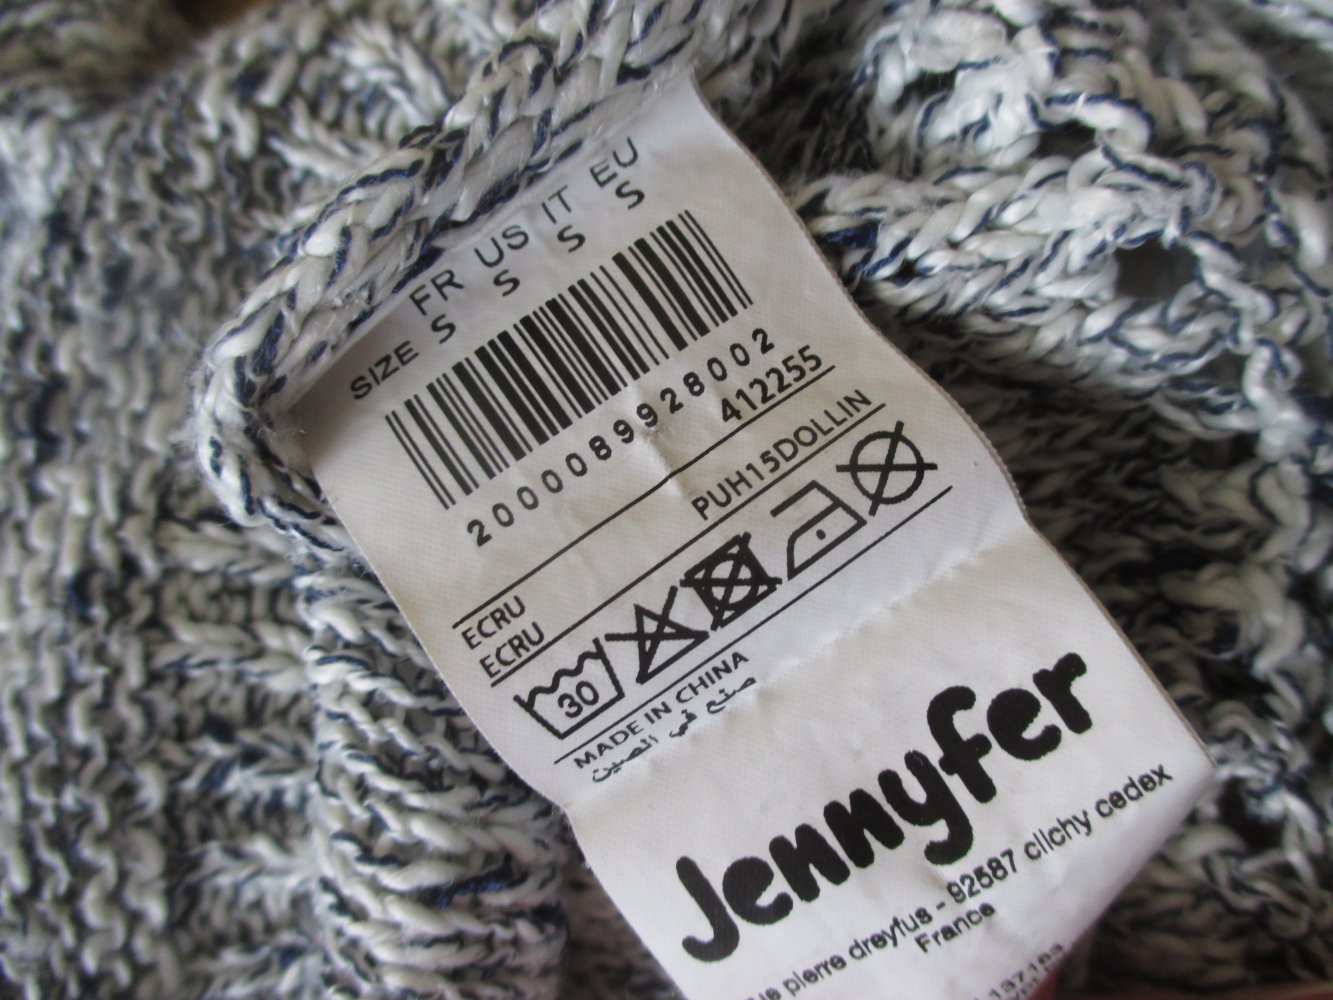 SIZE FR US IT EU
S S S S
2000089928002
412255
PUH15DOLLIN
ECRU
ECRU
30
MADE IN CHINA
صنع في الصين
Jennyfer
pierre dreyfus - 92587 clichy cedex
France